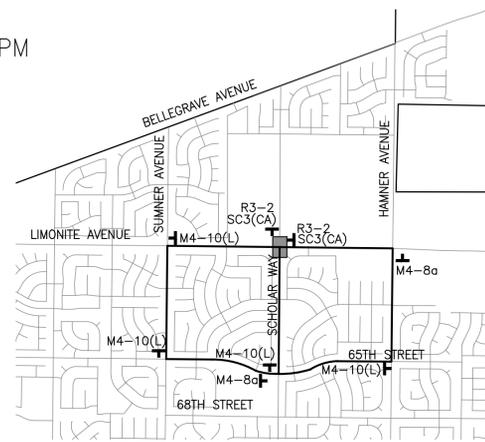 PM
BELLEGRAVE AVENUE
SUMNER AVENUE
HAMNER AVENUE
R3-2
SC3(CA)
R3-2
SC3(CA)
LIMONITE AVENUE
M4-10(L)
M4-8a
SCHOLAR WAY
M4-10(L)
M4-10(L)
65TH STREET
M4-10(L)
M4-8a
68TH STREET